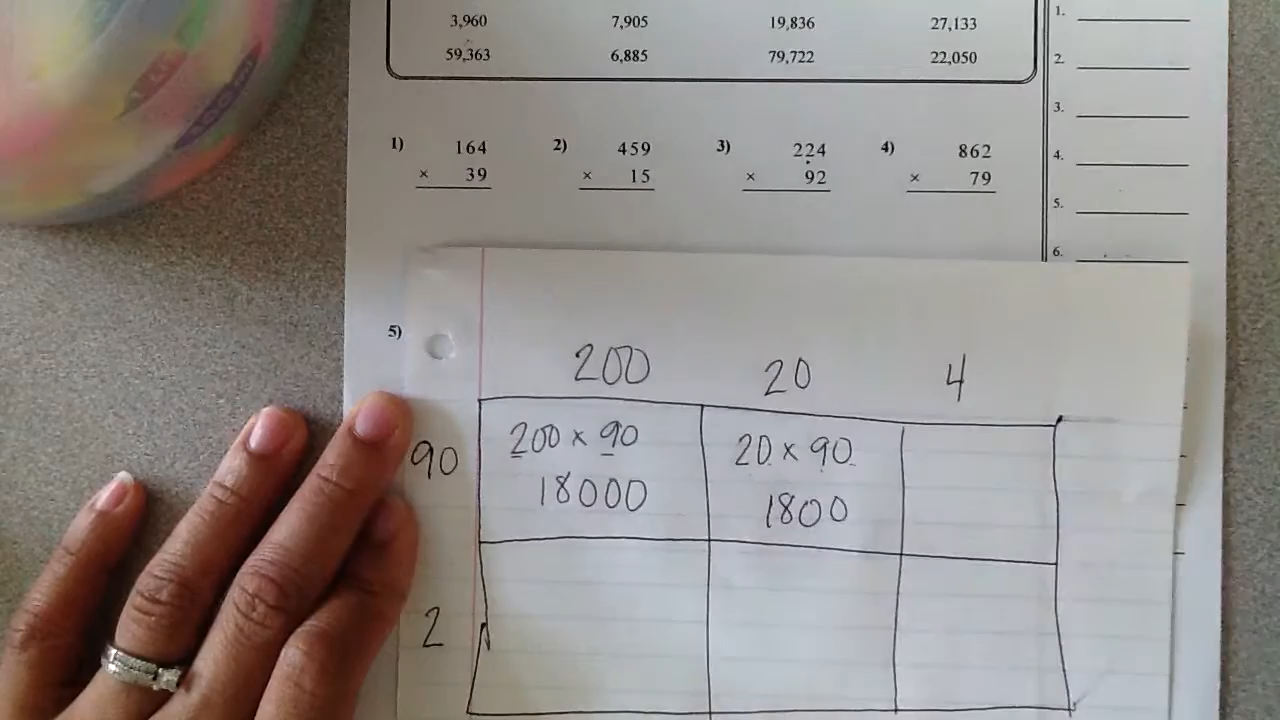 3,960 7,905 19,836 27,133
59,363 6,885 79,722 22,050
1.
2.
3.
4.
5.
6.
1) 164 2) 459 3) 224 4) 862
× 39 × 15 × 92 × 79
5)
200 20 4
90 200 × 90 20 × 90
18000 1800
2